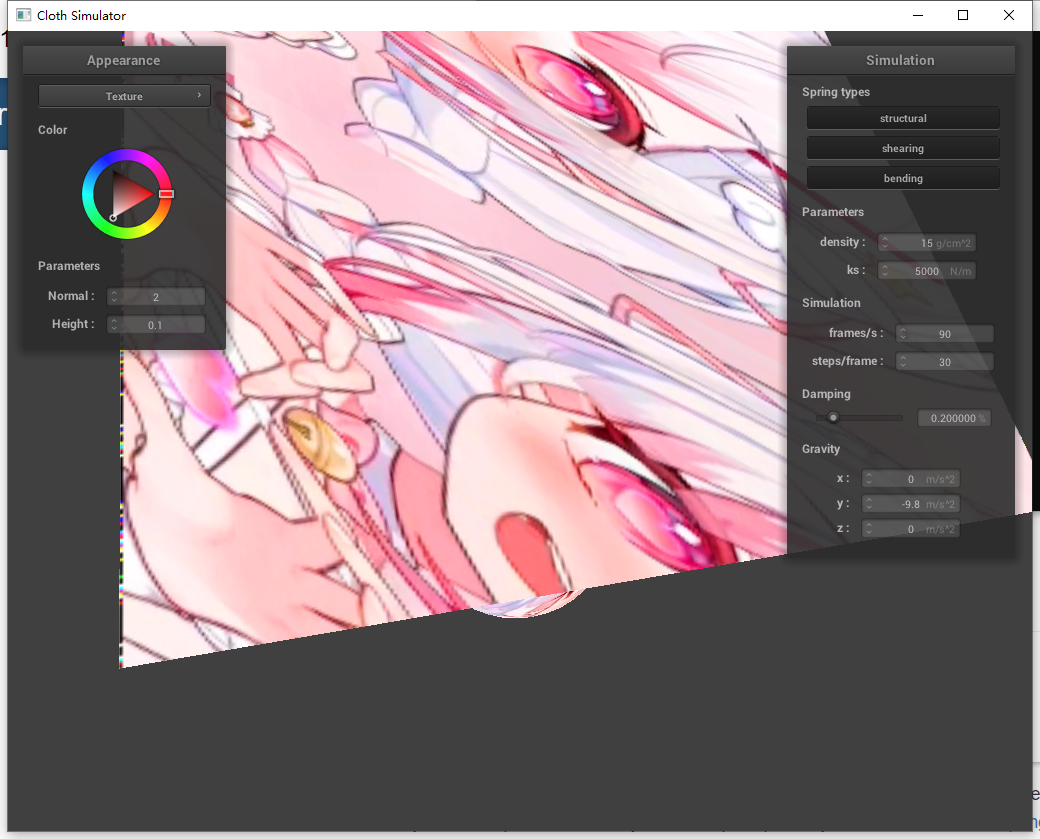 Cloth Simulator
Appearance
Texture
Color
Parameters
Normal : 2
Height : 0.1
Simulation
Spring types
structural
shearing
bending
Parameters
density : 15 g/cm^2
ks : 5000 N/m
Simulation
frames/s : 90
steps/frame : 30
Damping
0.200000 %
Gravity
x : 0 m/s^2
y : -9.8 m/s^2
z : 0 m/s^2